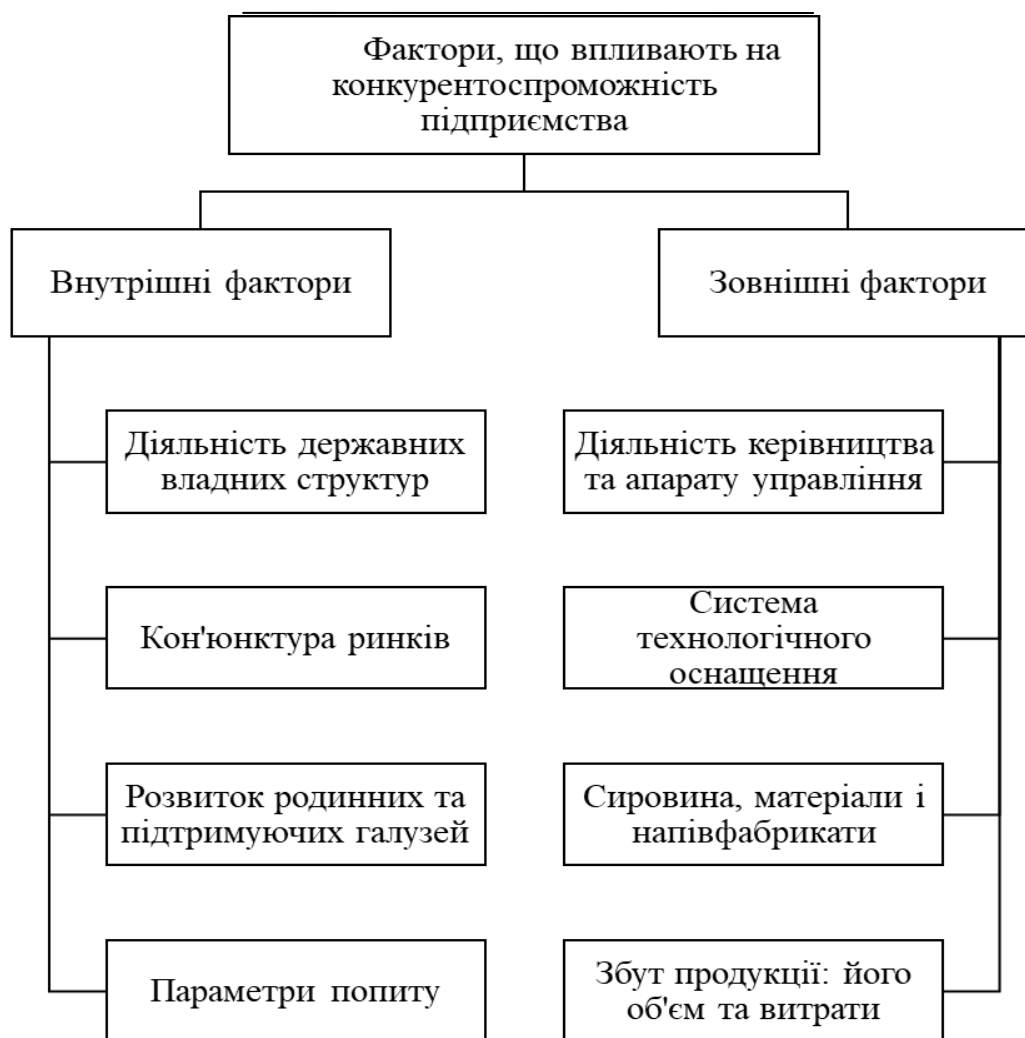 Фактори, що впливають на
конкурентоспроможність
підприємства
Внутрішні фактори
Зовнішні фактори
Діяльність державних
владних структур
Діяльність керівництва
та апарату управління
Кон'юнктура ринків
Система
технологічного
оснащення
Розвиток родинних та
підтримуючих галузей
Сировина, матеріали і
напівфабрикати
Параметри попиту
Збут продукції: його
об'єм та витрати